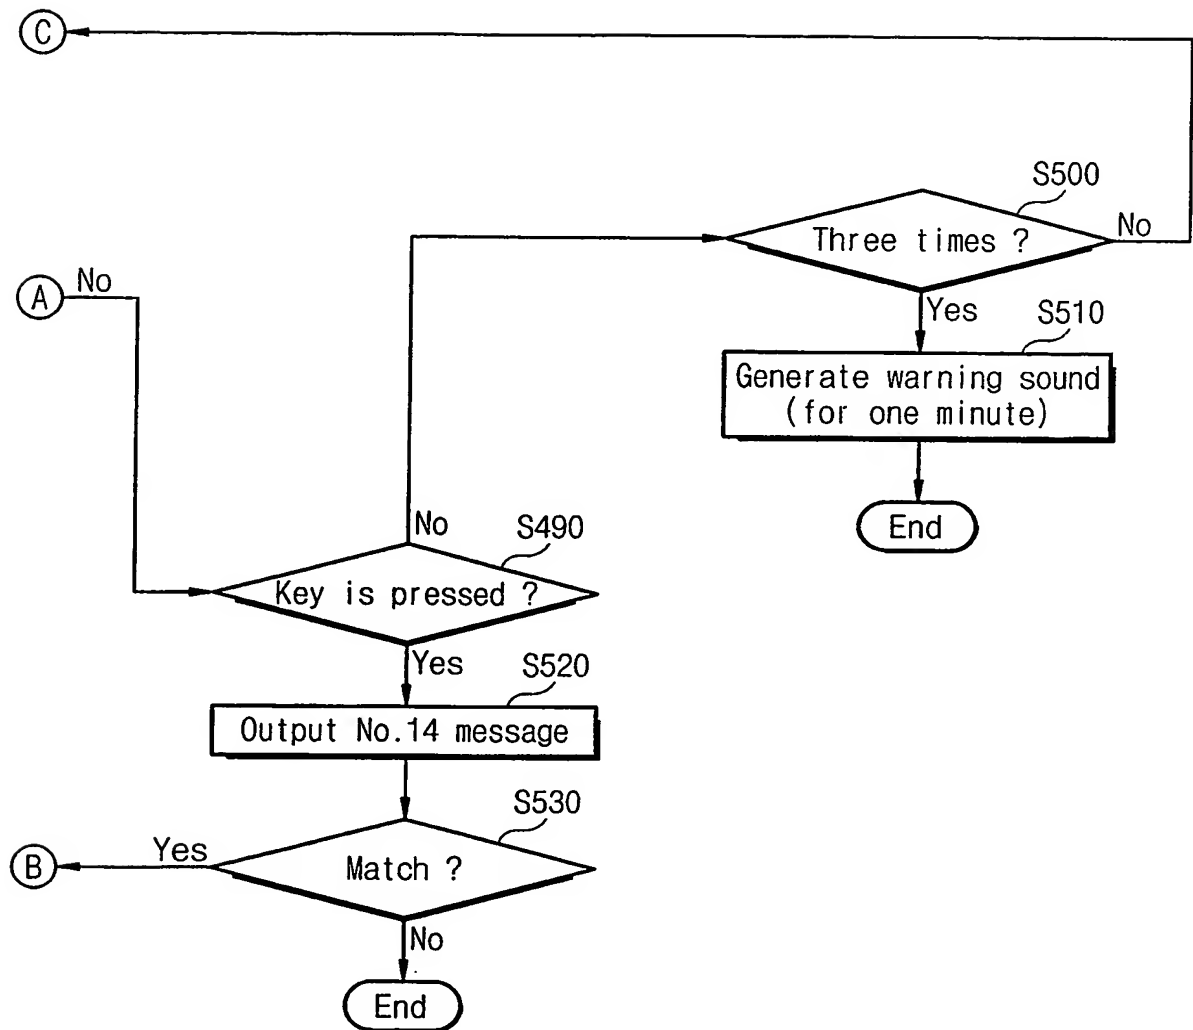 C
S500
Three times ?
No
A
No
Yes
S510
Generate warning sound
(for one minute)
End
No
S490
Key is pressed ?
Yes
S520
Output No.14 message
S530
B
Yes
Match ?
No
End